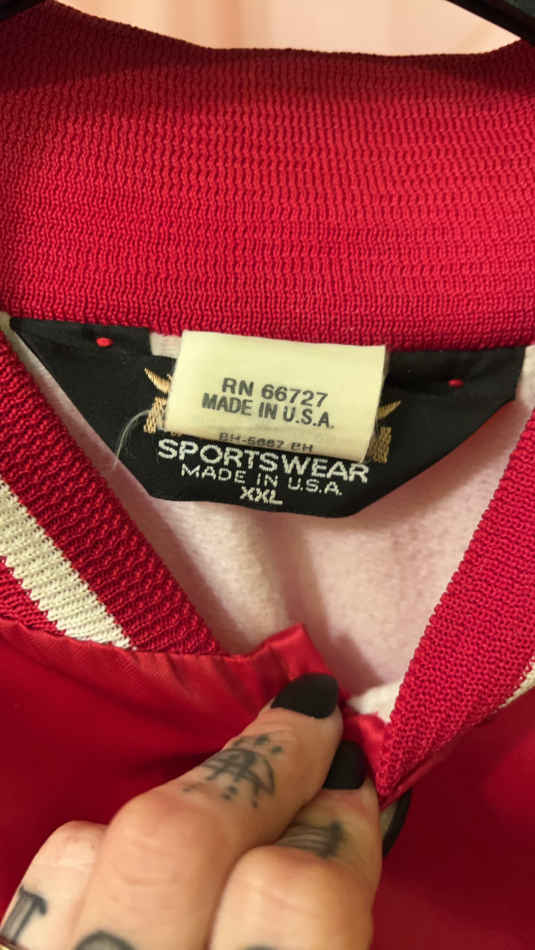 RN 66727
MADE IN U.S.A.
SPORTSWEAR
MADE IN U.S.A.
XXL